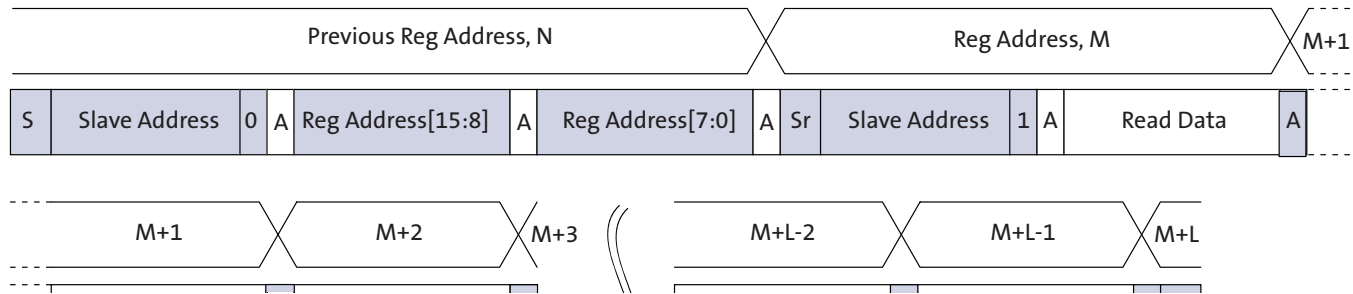 Previous Reg Address, N Reg Address, M M+1
S Slave Address 0 A Reg Address[15:8] A Reg Address[7:0] A Sr Slave Address 1 A Read Data A
M+1 M+2 M+3 M+L-2 M+L-1 M+L